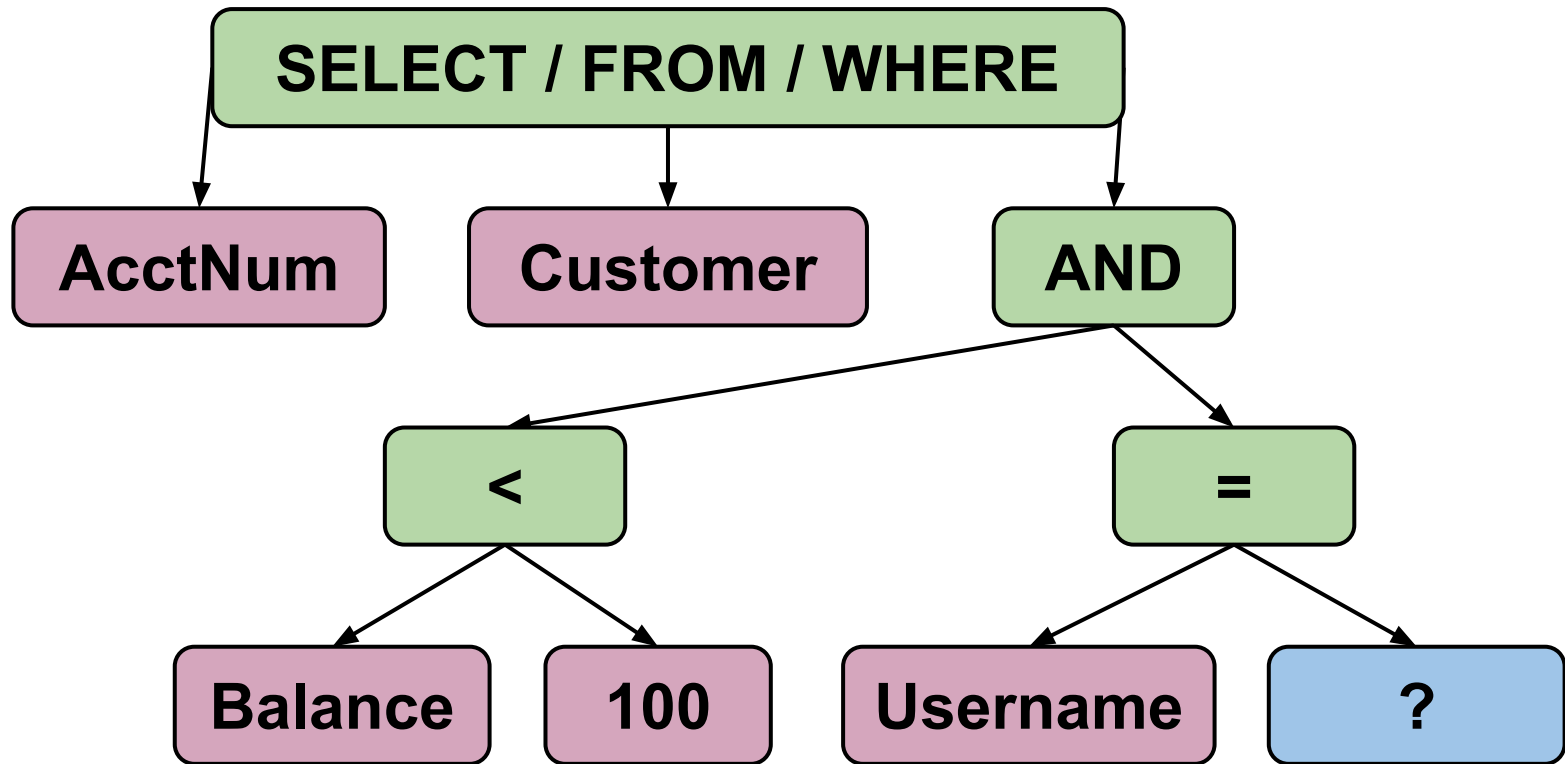 SELECT / FROM / WHERE
AcctNum Customer AND
< =
Balance 100 Username ?